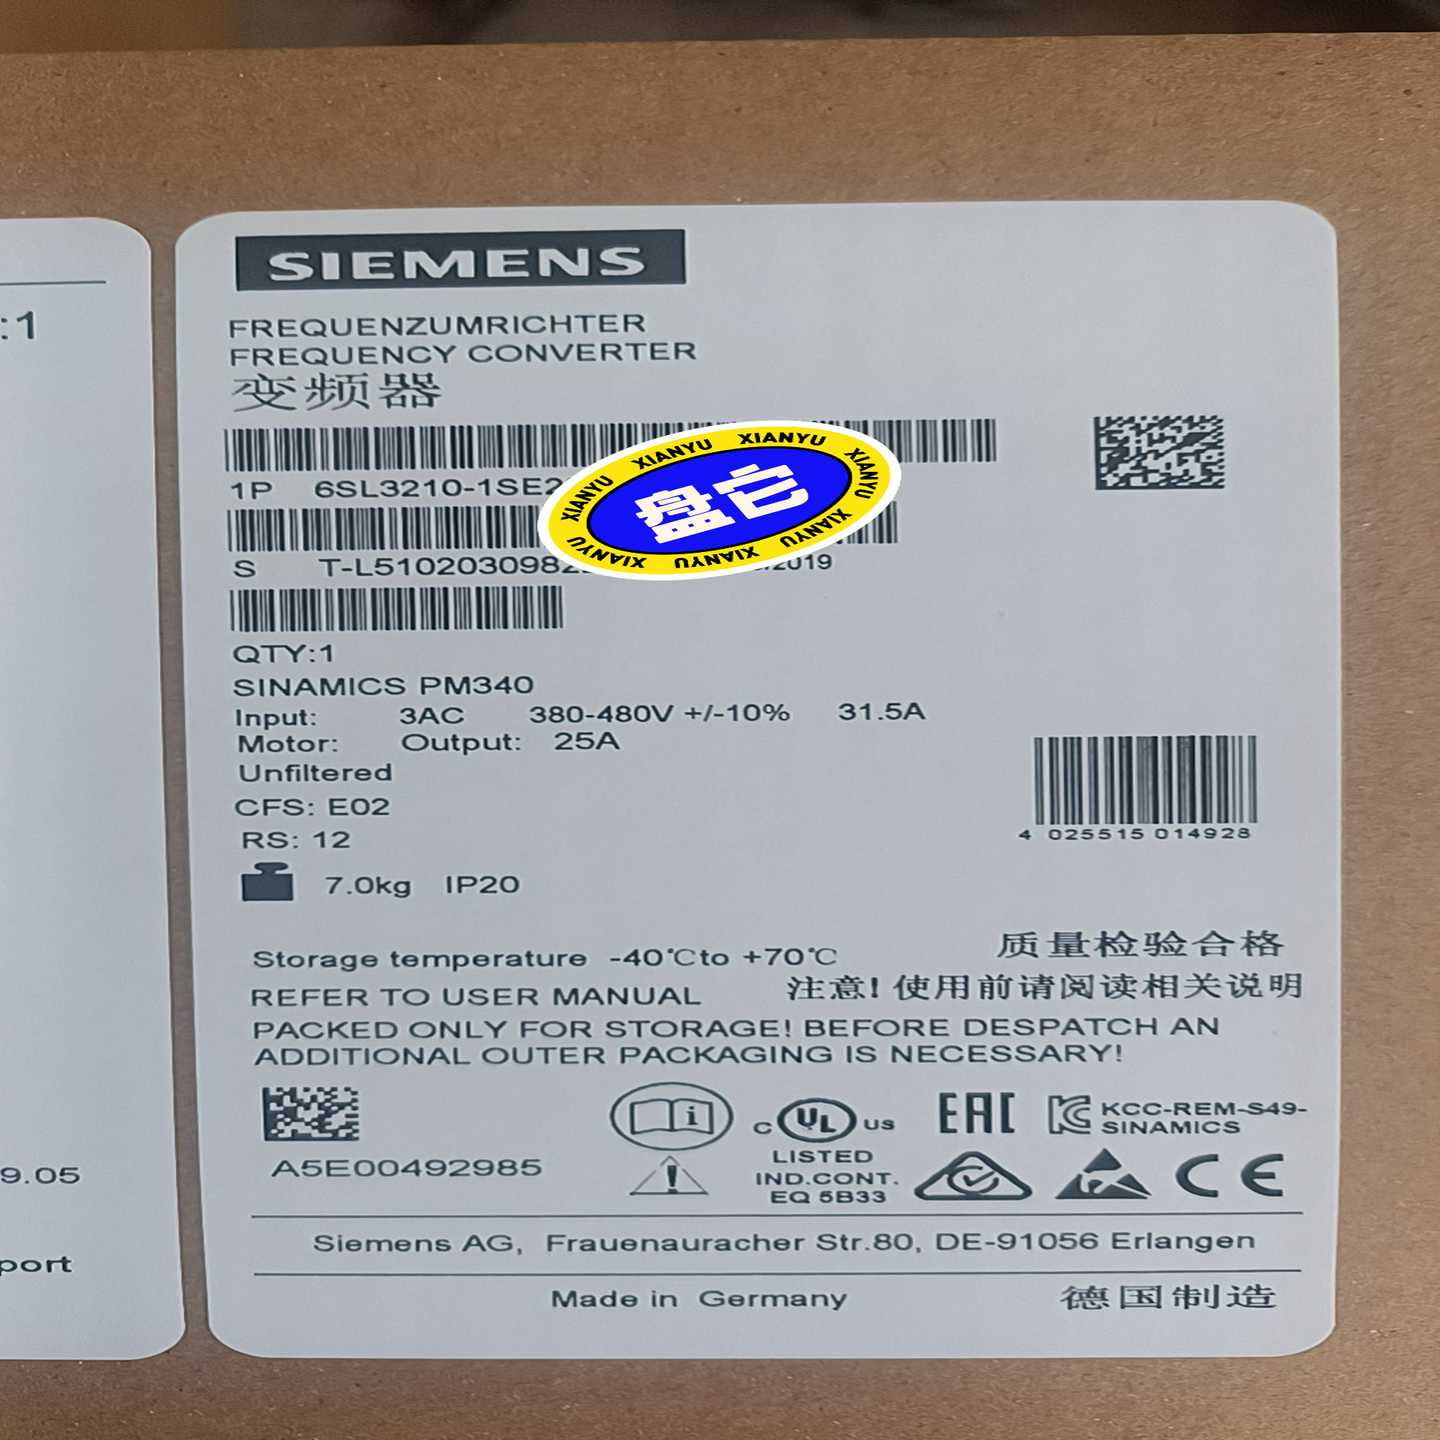 :1
9.05
port
SIEMENS
FREQUENZUMRICHTER
FREQUENCY CONVERTER
变频器
1P 6SL3210-1SE2
S T-L510203098 2019
QTY:1
SINAMICS PM340
Input: 3AC 380-480V +/-10% 31.5A
Motor: Output: 25A
Unfiltered
CFS: E02
RS: 12
7.0kg IP20
4 025515 014928
Storage temperature -40℃to +70℃
质量检验合格
REFER TO USER MANUAL
注意! 使用前请阅读相关说明
PACKED ONLY FOR STORAGE! BEFORE DESPATCH AN
ADDITIONAL OUTER PACKAGING IS NECESSARY!
A5E00492985
C UL US
LISTED
IND.CONT.
EQ 5B33
EAC
KCC-REM-S49-
SINAMICS
CE
Siemens AG, Frauenauracher Str.80, DE-91056 Erlangen
Made in Germany
德国制造
XIANYU XIANYU XIANYU XIANYU XIANYU XIANYU XIANYU XIANYU
盘它